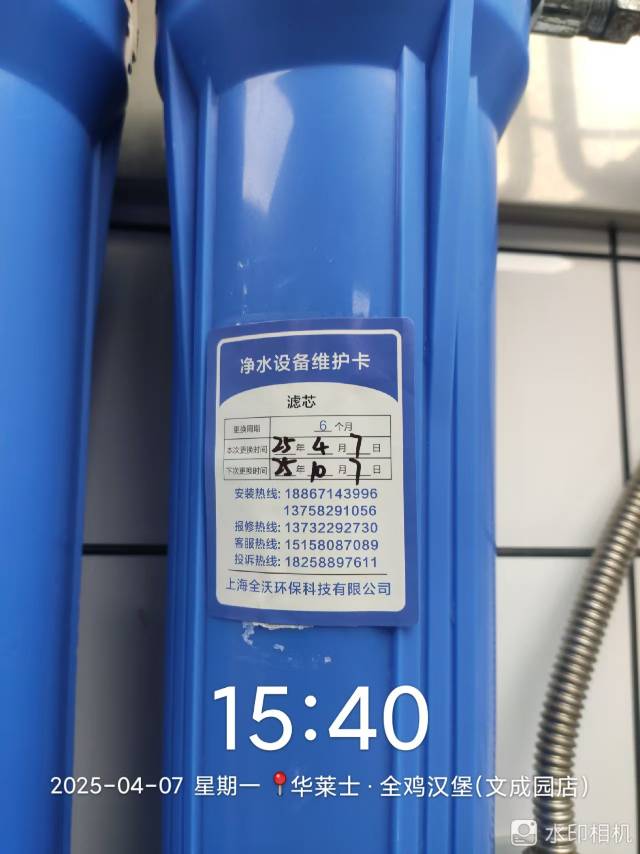 净水设备维护卡
滤芯
更换周期 6 个月
本次更换时间 25 年 4 月 7 日
下次更换时间 25 年 10 月 7 日
安装热线: 18867143996
13758291056
报修热线: 13732292730
客服热线: 15158087089
投诉热线: 18258897611
上海全沃环保科技有限公司
15:40
2025-04-07 星期一 📍华莱士·全鸡汉堡(文成园店)
水印相机